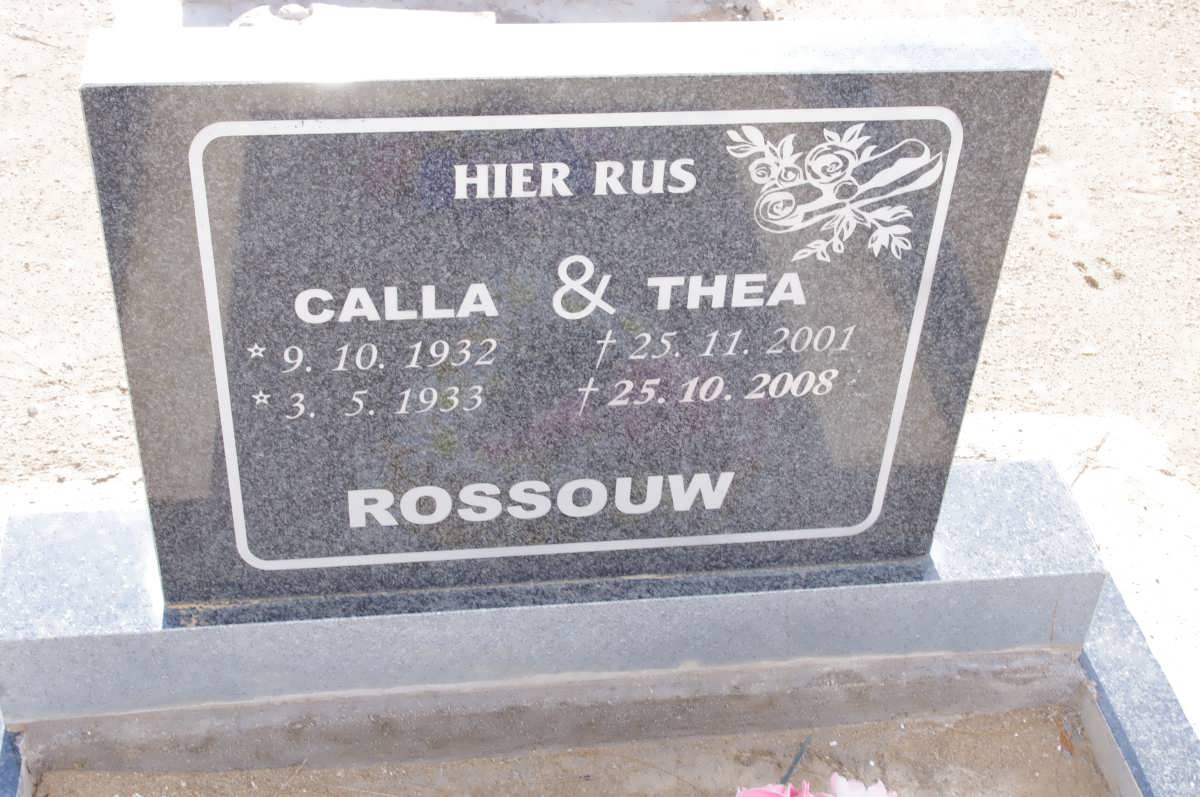 HIER RUS
CALLA & THEA
☆ 9. 10. 1932 † 25. 11. 2001
☆ 3. 5. 1933 † 25. 10. 2008
ROSSOUW